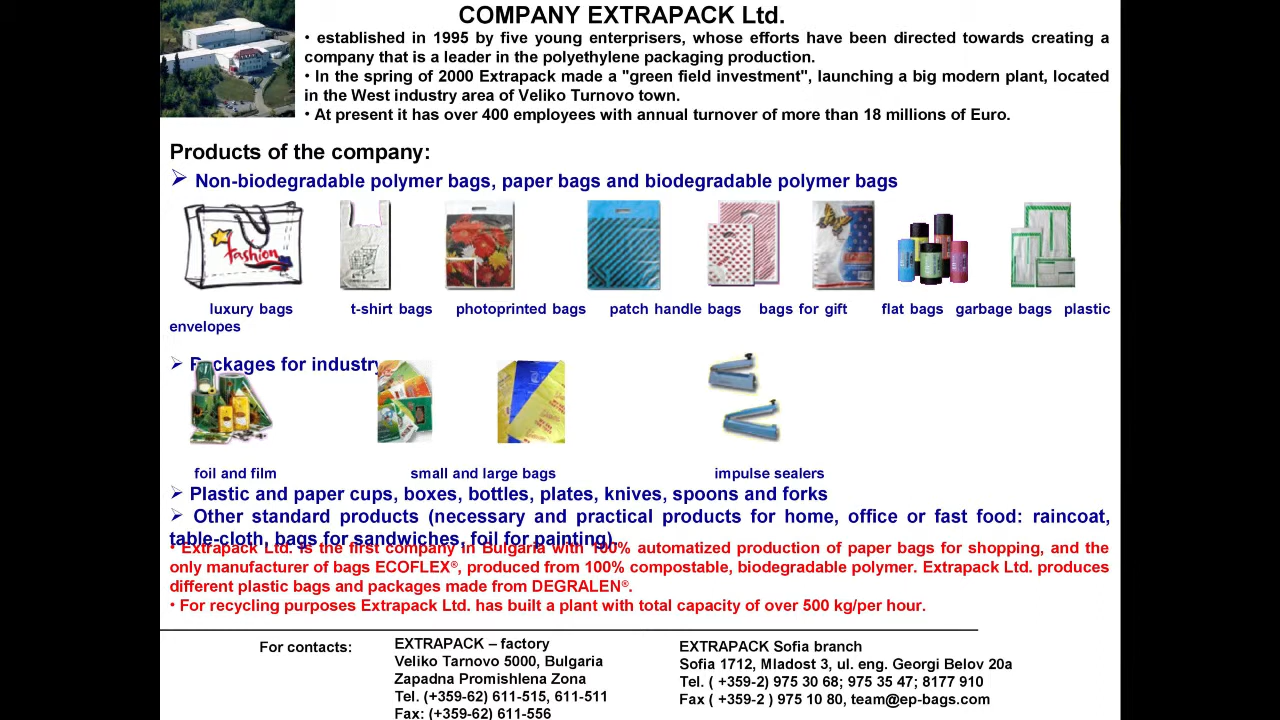 COMPANY EXTRAPACK Ltd.
• established in 1995 by five young enterprisers, whose efforts have been directed towards creating a
company that is a leader in the polyethylene packaging production.
• In the spring of 2000 Extrapack made a "green field investment", launching a big modern plant, located
in the West industry area of Veliko Turnovo town.
• At present it has over 400 employees with annual turnover of more than 18 millions of Euro.
Products of the company:
➢ Non-biodegradable polymer bags, paper bags and biodegradable polymer bags
fashion
luxury bags t-shirt bags photoprinted bags patch handle bags bags for gift flat bags garbage bags plastic
envelopes
➢ Packages for industry
foil and film small and large bags impulse sealers
➢ Plastic and paper cups, boxes, bottles, plates, knives, spoons and forks
➢ Other standard products (necessary and practical products for home, office or fast food: raincoat,
table-cloth, bags for sandwiches, foil for painting).
• Extrapack Ltd. is the first company in Bulgaria with 100% automatized production of paper bags for shopping, and the
only manufacturer of bags ECOFLEX®, produced from 100% compostable, biodegradable polymer. Extrapack Ltd. produces
different plastic bags and packages made from DEGRALEN®.
• For recycling purposes Extrapack Ltd. has built a plant with total capacity of over 500 kg/per hour.
For contacts:
EXTRAPACK – factory
Veliko Tarnovo 5000, Bulgaria
Zapadna Promishlena Zona
Tel. (+359-62) 611-515, 611-511
Fax: (+359-62) 611-556
EXTRAPACK Sofia branch
Sofia 1712, Mladost 3, ul. eng. Georgi Belov 20a
Tel. ( +359-2) 975 30 68; 975 35 47; 8177 910
Fax ( +359-2 ) 975 10 80, team@ep-bags.com